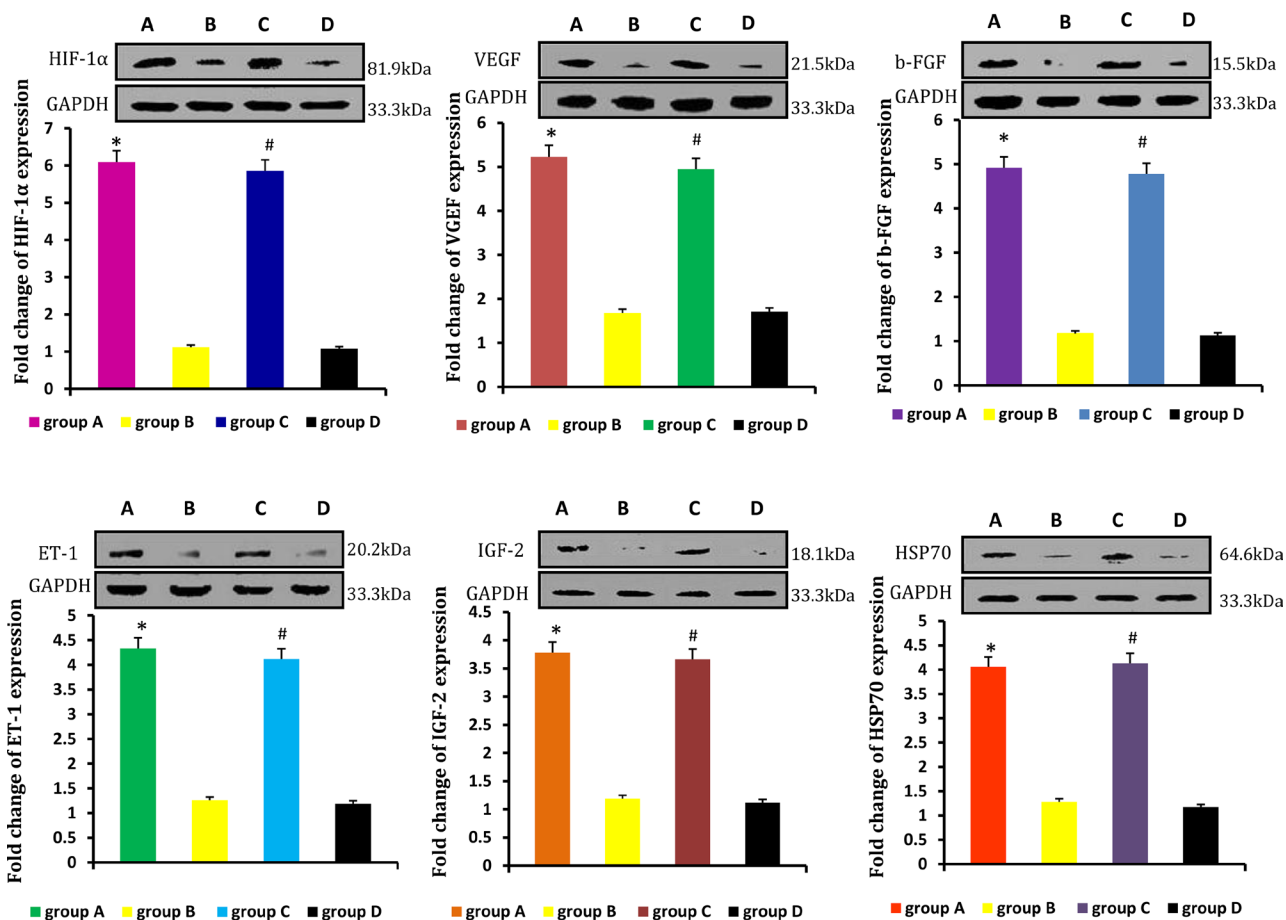 A B C D
HIF-1α 81.9kDa
GAPDH 33.3kDa
Fold change of HIF-1α expression
7
6
5
4
3
2
1
0
* #
group A group B group C group D
A B C D
VEGF 21.5kDa
GAPDH 33.3kDa
Fold change of VGEF expression
6
5
4
3
2
1
0
* #
group A group B group C group D
A B C D
b-FGF 15.5kDa
GAPDH 33.3kDa
Fold change of b-FGF expression
6
5
4
3
2
1
0
* #
group A group B group C group D
A B C D
ET-1 20.2kDa
GAPDH 33.3kDa
Fold change of ET-1 expression
5
4.5
4
3.5
3
2.5
2
1.5
1
0.5
0
* #
group A group B group C group D
A B C D
IGF-2 18.1kDa
GAPDH 33.3kDa
Fold change of IGF-2 expression
4.5
4
3.5
3
2.5
2
1.5
1
0.5
0
* #
group A group B group C group D
A B C D
HSP70 64.6kDa
GAPDH 33.3kDa
Fold change of HSP70 expression
5
4.5
4
3.5
3
2.5
2
1.5
1
0.5
0
* #
group A group B group C group D